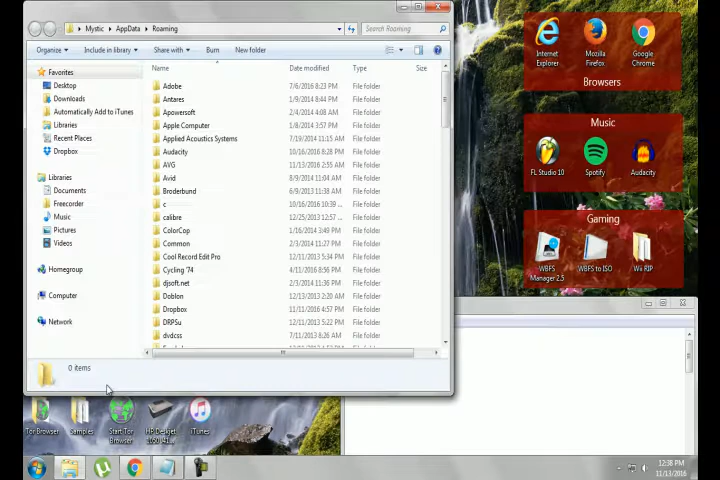 Mystic ▸ AppData ▸ Roaming
Search Roaming
Organize
Include in library
Share with
Burn
New folder
Name
Date modified
Type
Size
Favorites
Desktop
Downloads
Automatically Add to iTunes
Libraries
Recent Places
Dropbox
Libraries
Documents
Freecorder
Music
Pictures
Videos
Homegroup
Computer
Network
Adobe 7/6/2016 8:23 PM File folder
Antares 1/9/2014 8:44 PM File folder
Apowersoft 2/4/2015 4:08 AM File folder
Apple Computer 1/8/2014 3:57 PM File folder
Applied Acoustics Systems 7/19/2014 11:15 AM File folder
Audacity 10/16/2016 8:28 PM File folder
AVG 11/13/2016 2:55 AM File folder
Avid 8/9/2014 11:04 AM File folder
Broderbund 6/9/2013 11:38 AM File folder
c 10/16/2016 10:39 ... File folder
calibre 12/25/2013 12:57 ... File folder
ColorCop 1/16/2014 3:49 PM File folder
Common 2/3/2014 11:27 PM File folder
Cool Record Edit Pro 12/11/2013 5:34 PM File folder
Cycling '74 4/11/2016 8:56 PM File folder
djsoft.net 2/3/2014 11:36 PM File folder
Doblon 12/13/2013 2:20 AM File folder
Dropbox 11/11/2016 5:53 PM File folder
DRPSu 12/11/2013 5:22 PM File folder
dvdcss 7/13/2013 8:26 AM File folder
0 items
Internet Explorer
Mozilla Firefox
Google Chrome
Browsers
Music
FL Studio 10
Spotify
Audacity
Gaming
WBFS Manager 2.5
WBFS to ISO
Wii RIP
Tor Browser
samples
Start Tor Browser
HP Deskjet
iTunes
12:38 PM
11/13/2016